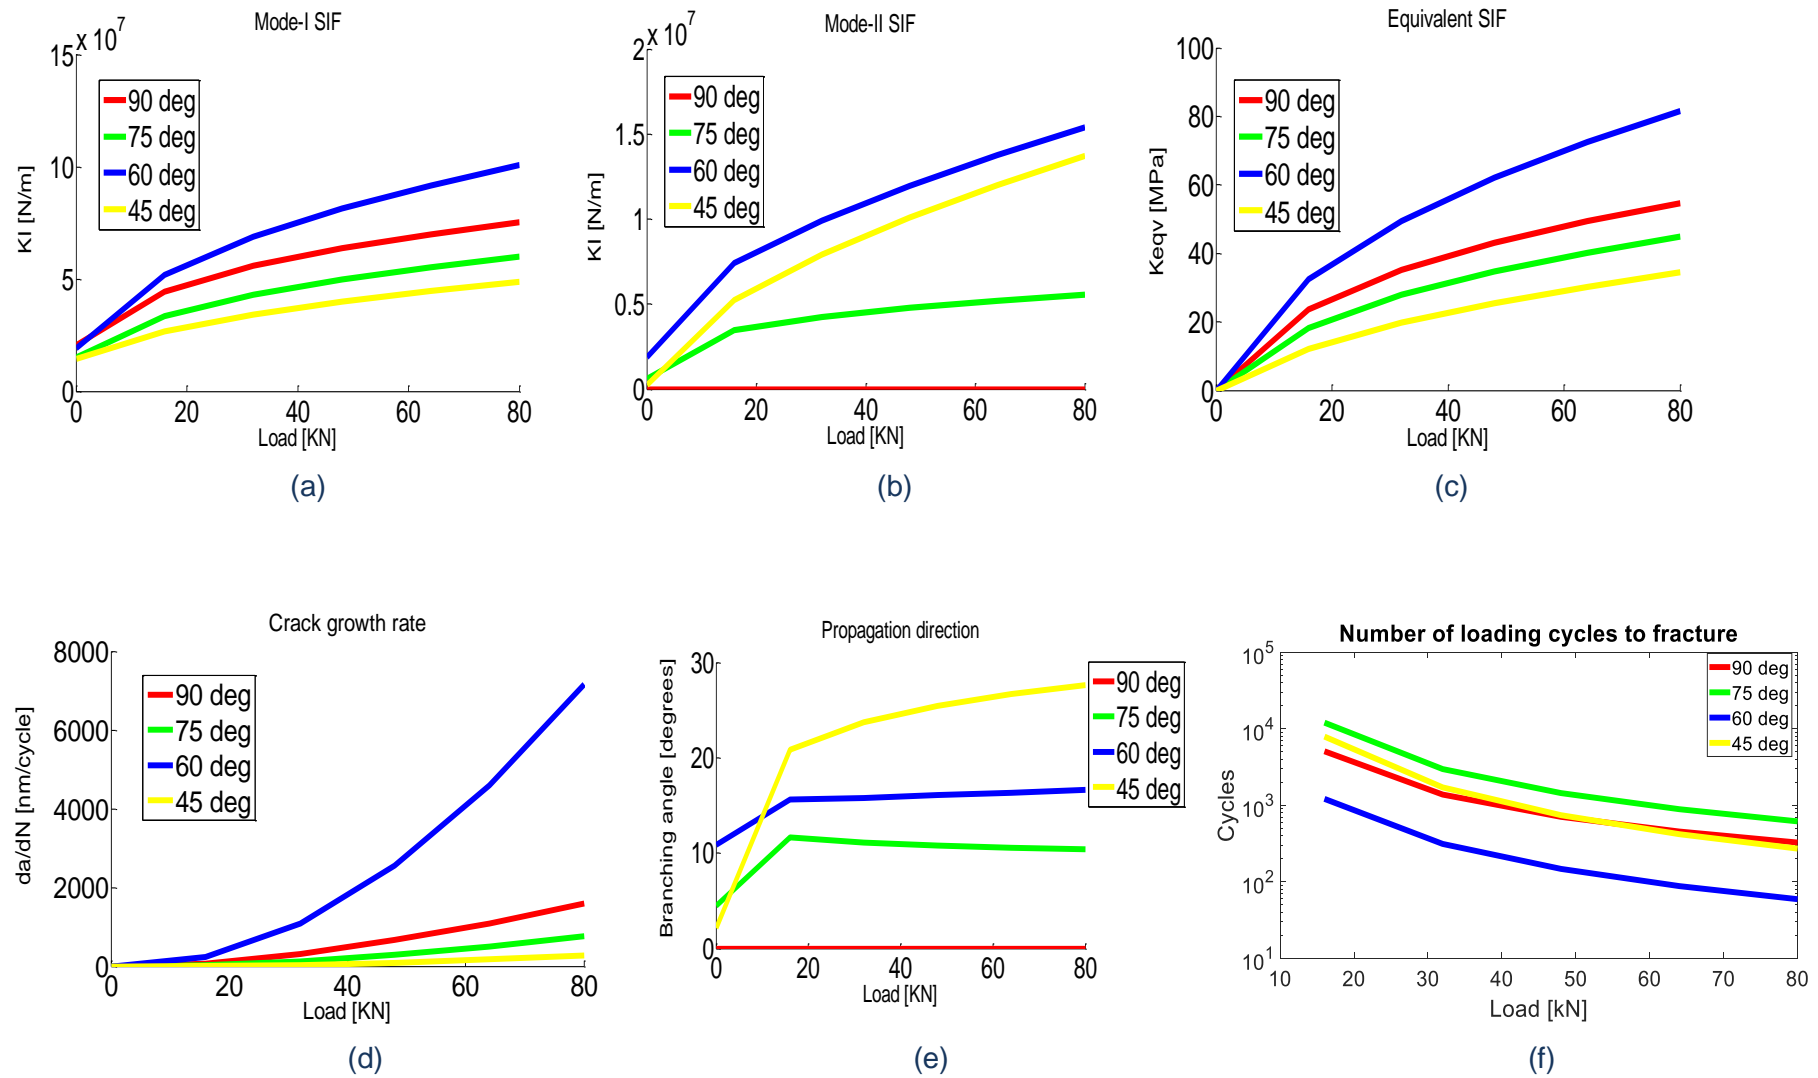 Mode-I SIF
x 10^7
15
10
5
0
0 20 40 60 80
KI [N/m]
Load [KN]
90 deg
75 deg
60 deg
45 deg
(a)
Mode-II SIF
x 10^7
2
1.5
1
0.5
0
0 20 40 60 80
KI [N/m]
Load [KN]
90 deg
75 deg
60 deg
45 deg
(b)
Equivalent SIF
100
80
60
40
20
0
0 20 40 60 80
Keqv [MPa]
Load [KN]
90 deg
75 deg
60 deg
45 deg
(c)
Crack growth rate
8000
6000
4000
2000
0
0 20 40 60 80
da/dN [nm/cycle]
Load [KN]
90 deg
75 deg
60 deg
45 deg
(d)
Propagation direction
30
20
10
0
0 20 40 60 80
Branching angle [degrees]
Load [KN]
90 deg
75 deg
60 deg
45 deg
(e)
Number of loading cycles to fracture
10^5
10^4
10^3
10^2
10^1
10 20 30 40 50 60 70 80
Cycles
Load [kN]
90 deg
75 deg
60 deg
45 deg
(f)